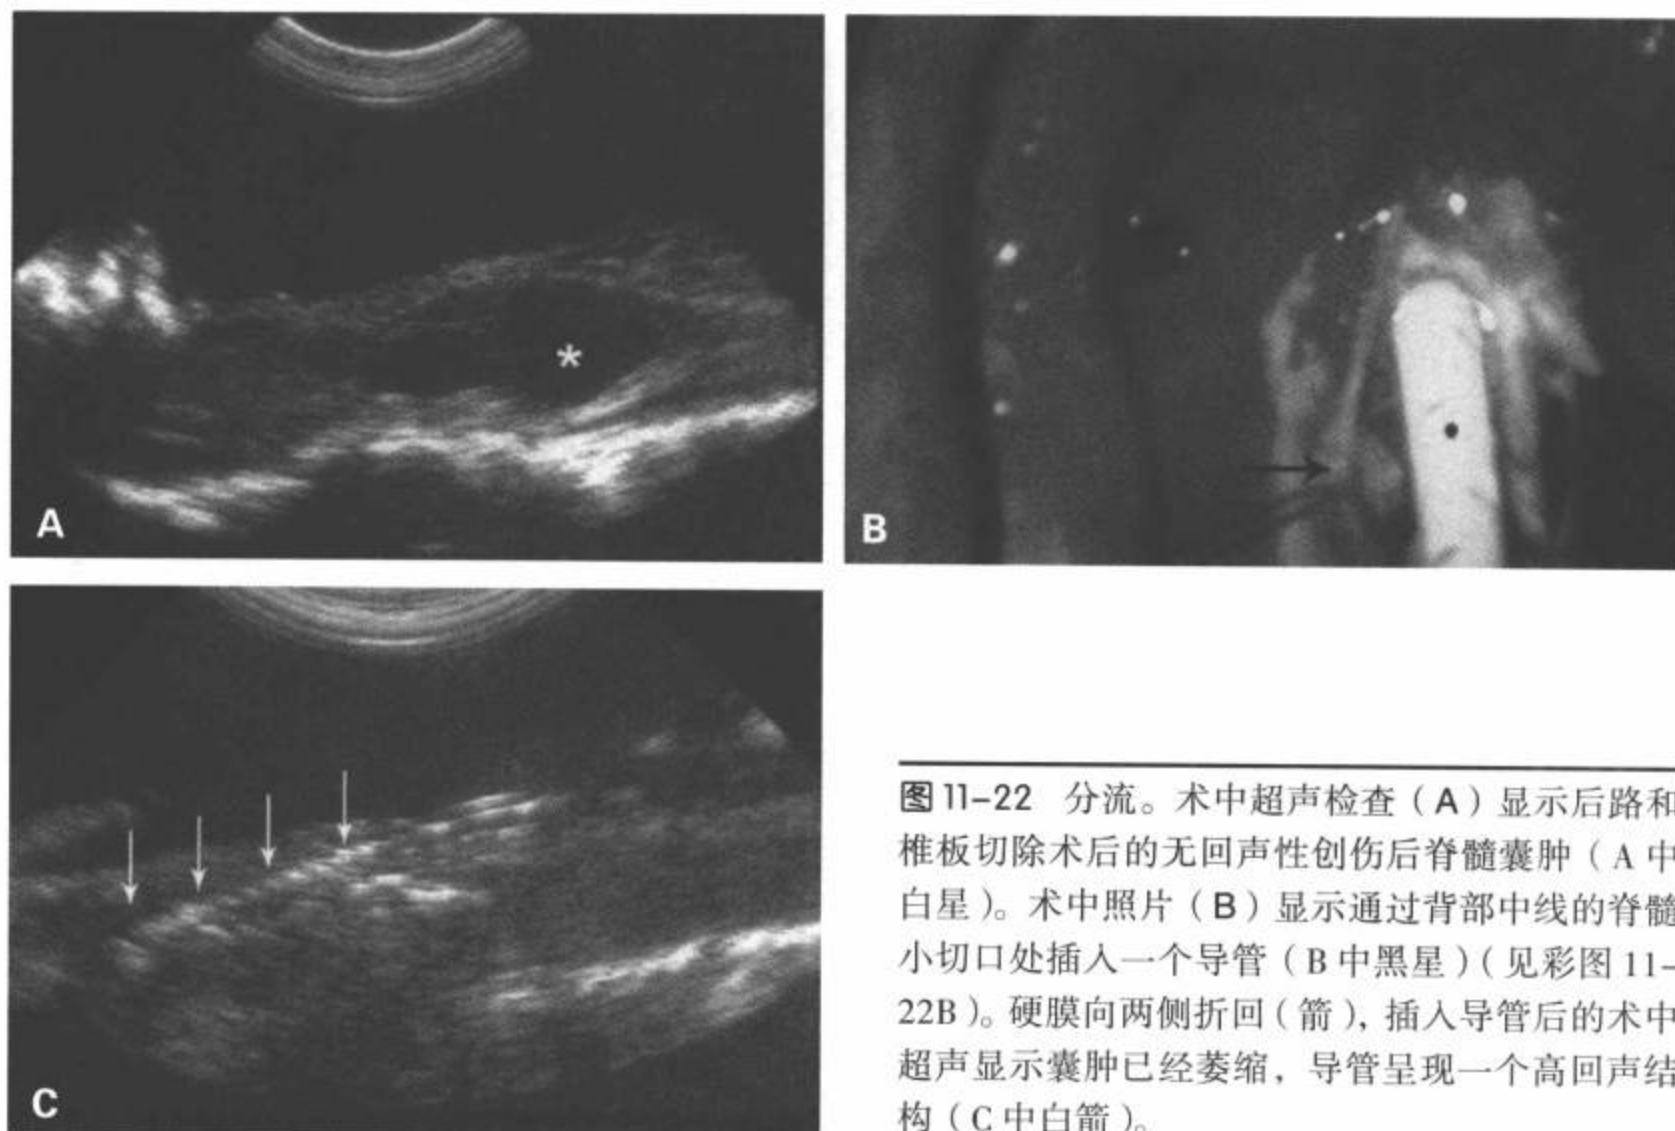 A
B
C
图 11-22 分流。术中超声检查（A）显示后路和
椎板切除术后的无回声性创伤后脊髓囊肿（A 中
白星）。术中照片（B）显示通过背部中线的脊髓
小切口处插入一个导管（B 中黑星）（见彩图 11-
22B）。硬膜向两侧折回（箭），插入导管后的术中
超声显示囊肿已经萎缩，导管呈现一个高回声结
构（C 中白箭）。